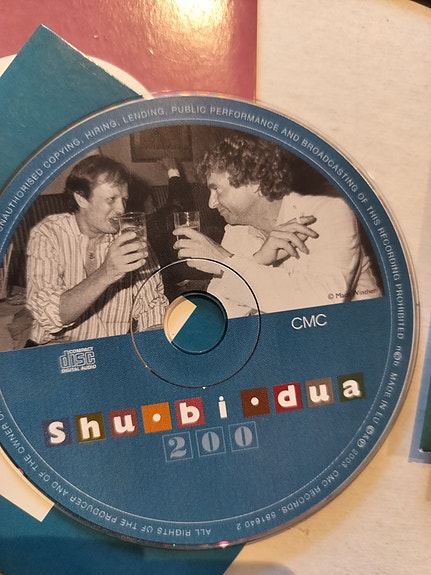 UNAUTHORISED COPYING, HIRING, LENDING, PUBLIC PERFORMANCE AND BROADCASTING OF THIS RECORDING PROHIBITED
MADE IN EU
2003 CMC RECORDS 581640 2
ALL RIGHTS OF THE PRODUCER AND OF THE OWNER O
CMC
COMPACT
disc
DIGITAL AUDIO
shu•bi•dua
200